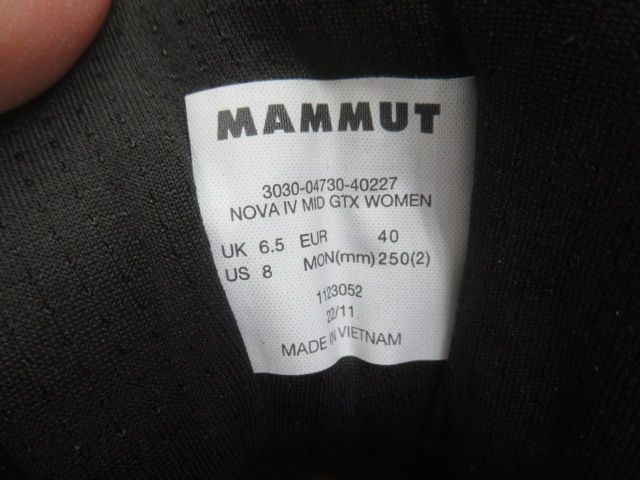 MAMMUT
3030-04730-40227
NOVA IV MID GTX WOMEN
UK 6.5 EUR 40
US 8 MON(mm) 250(2)
1123052
22/11
MADE IN VIETNAM